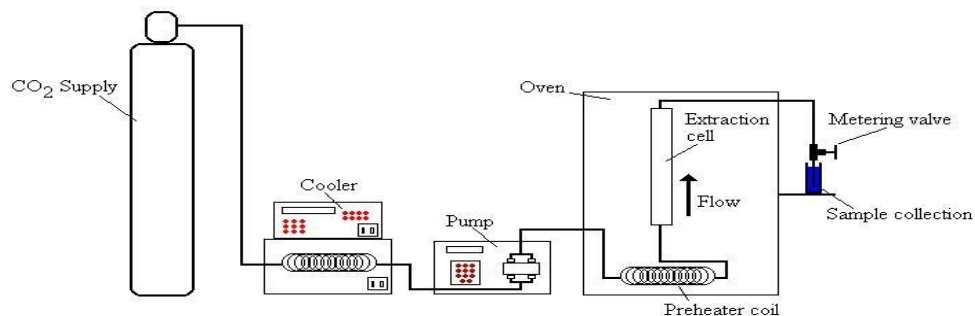 CO2 Supply
Cooler
Pump
Oven
Extraction
cell
Flow
Preheater coil
Metering valve
Sample collection